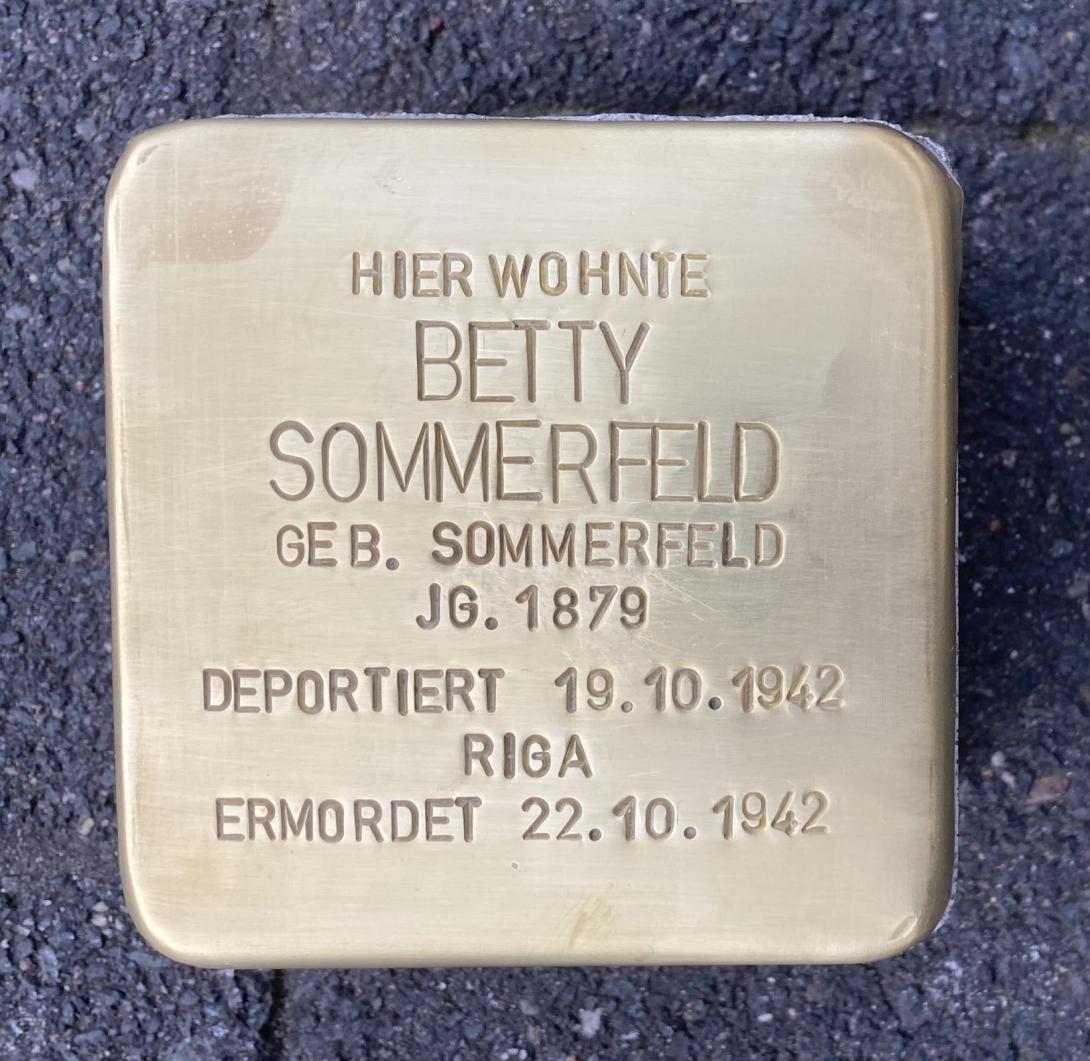 HIER WOHNTE
BETTY
SOMMERFELD
GEB. SOMMERFELD
JG. 1879
DEPORTIERT 19.10.1942
RIGA
ERMORDET 22.10.1942